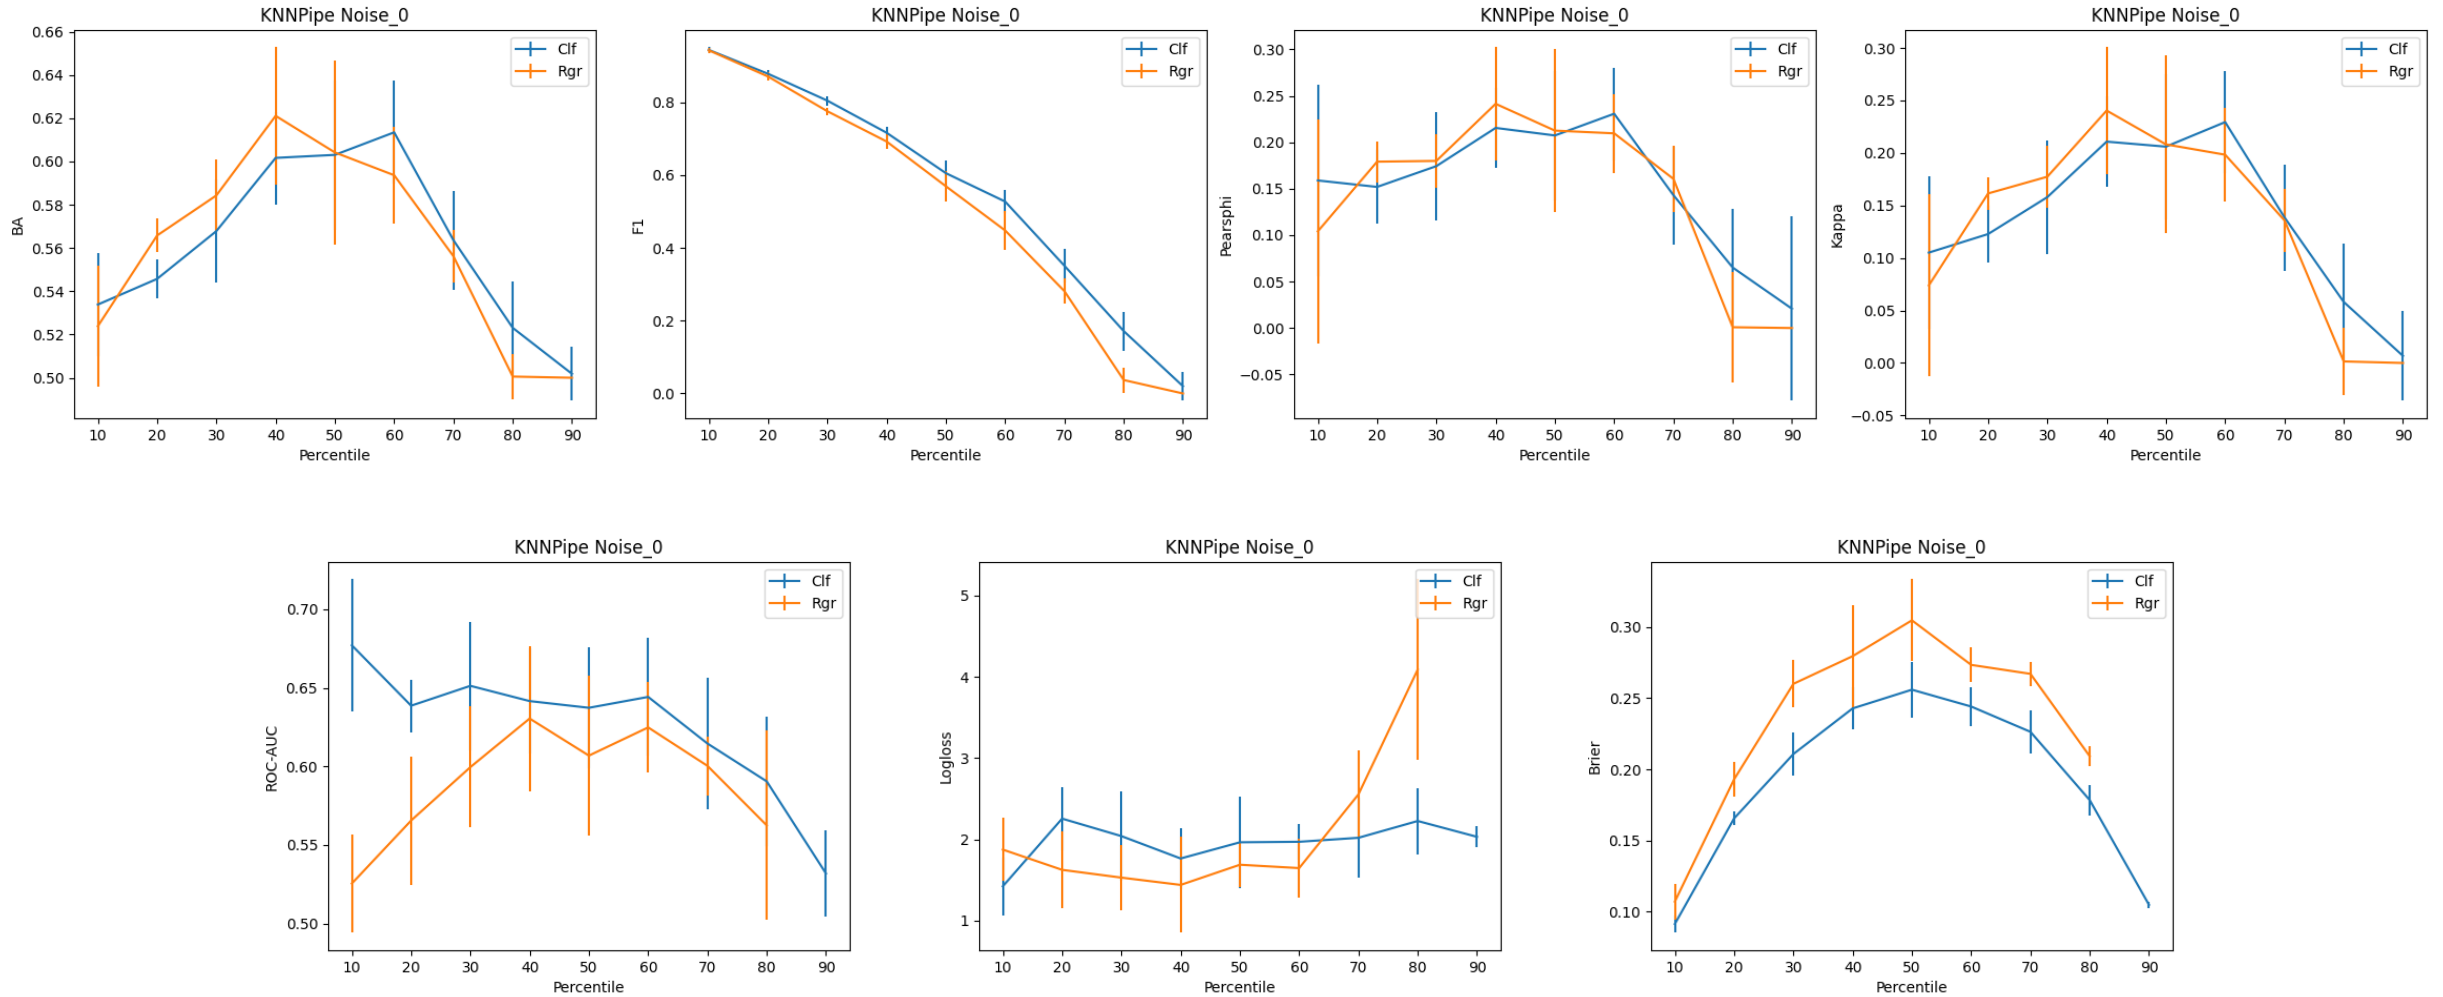 KNNPipe Noise_0
Clf
Rgr
BA
0.66
0.64
0.62
0.60
0.58
0.56
0.54
0.52
0.50
10 20 30 40 50 60 70 80 90
Percentile
KNNPipe Noise_0
Clf
Rgr
F1
0.8
0.6
0.4
0.2
0.0
10 20 30 40 50 60 70 80 90
Percentile
KNNPipe Noise_0
Clf
Rgr
Pearsphi
0.30
0.25
0.20
0.15
0.10
0.05
0.00
−0.05
10 20 30 40 50 60 70 80 90
Percentile
KNNPipe Noise_0
Clf
Rgr
Kappa
0.30
0.25
0.20
0.15
0.10
0.05
0.00
−0.05
10 20 30 40 50 60 70 80 90
Percentile
KNNPipe Noise_0
Clf
Rgr
ROC-AUC
0.70
0.65
0.60
0.55
0.50
10 20 30 40 50 60 70 80 90
Percentile
KNNPipe Noise_0
Clf
Rgr
Logloss
5
4
3
2
1
10 20 30 40 50 60 70 80 90
Percentile
KNNPipe Noise_0
Clf
Rgr
Brier
0.30
0.25
0.20
0.15
0.10
10 20 30 40 50 60 70 80 90
Percentile